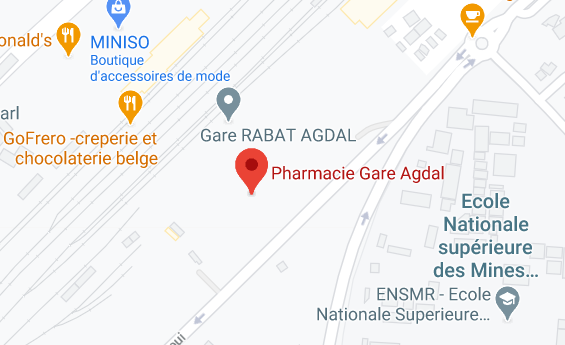 onald's
MINISO
Boutique
d'accessoires de mode
arl
GoFrero -creperie et
chocolaterie belge
Gare RABAT AGDAL
Pharmacie Gare Agdal
Ecole
Nationale
supérieure
des Mines...
ENSMR - Ecole
Nationale Superieure...
oui